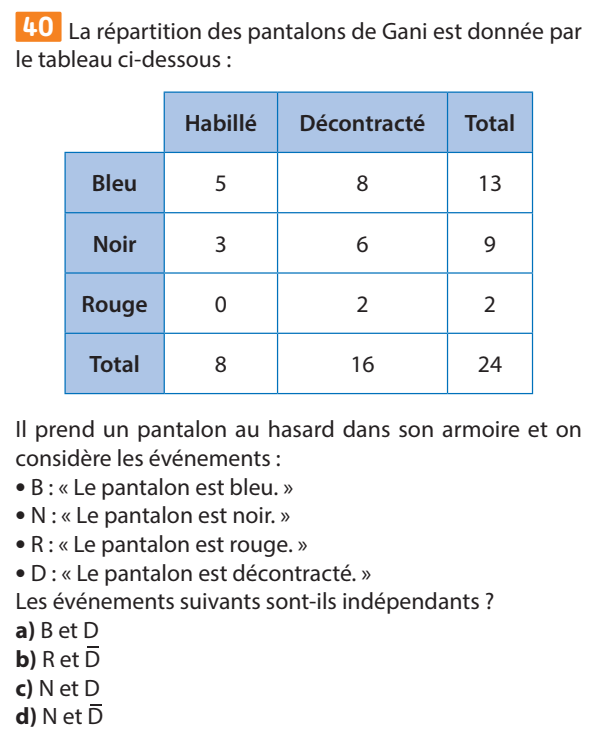 40 La répartition des pantalons de Gani est donnée par
le tableau ci-dessous :
Habillé Décontracté Total
Bleu 5 8 13
Noir 3 6 9
Rouge 0 2 2
Total 8 16 24
Il prend un pantalon au hasard dans son armoire et on
considère les événements :
• B : « Le pantalon est bleu. »
• N : « Le pantalon est noir. »
• R : « Le pantalon est rouge. »
• D : « Le pantalon est décontracté. »
Les événements suivants sont-ils indépendants ?
a) B et D
b) R et D̅
c) N et D
d) N et D̅